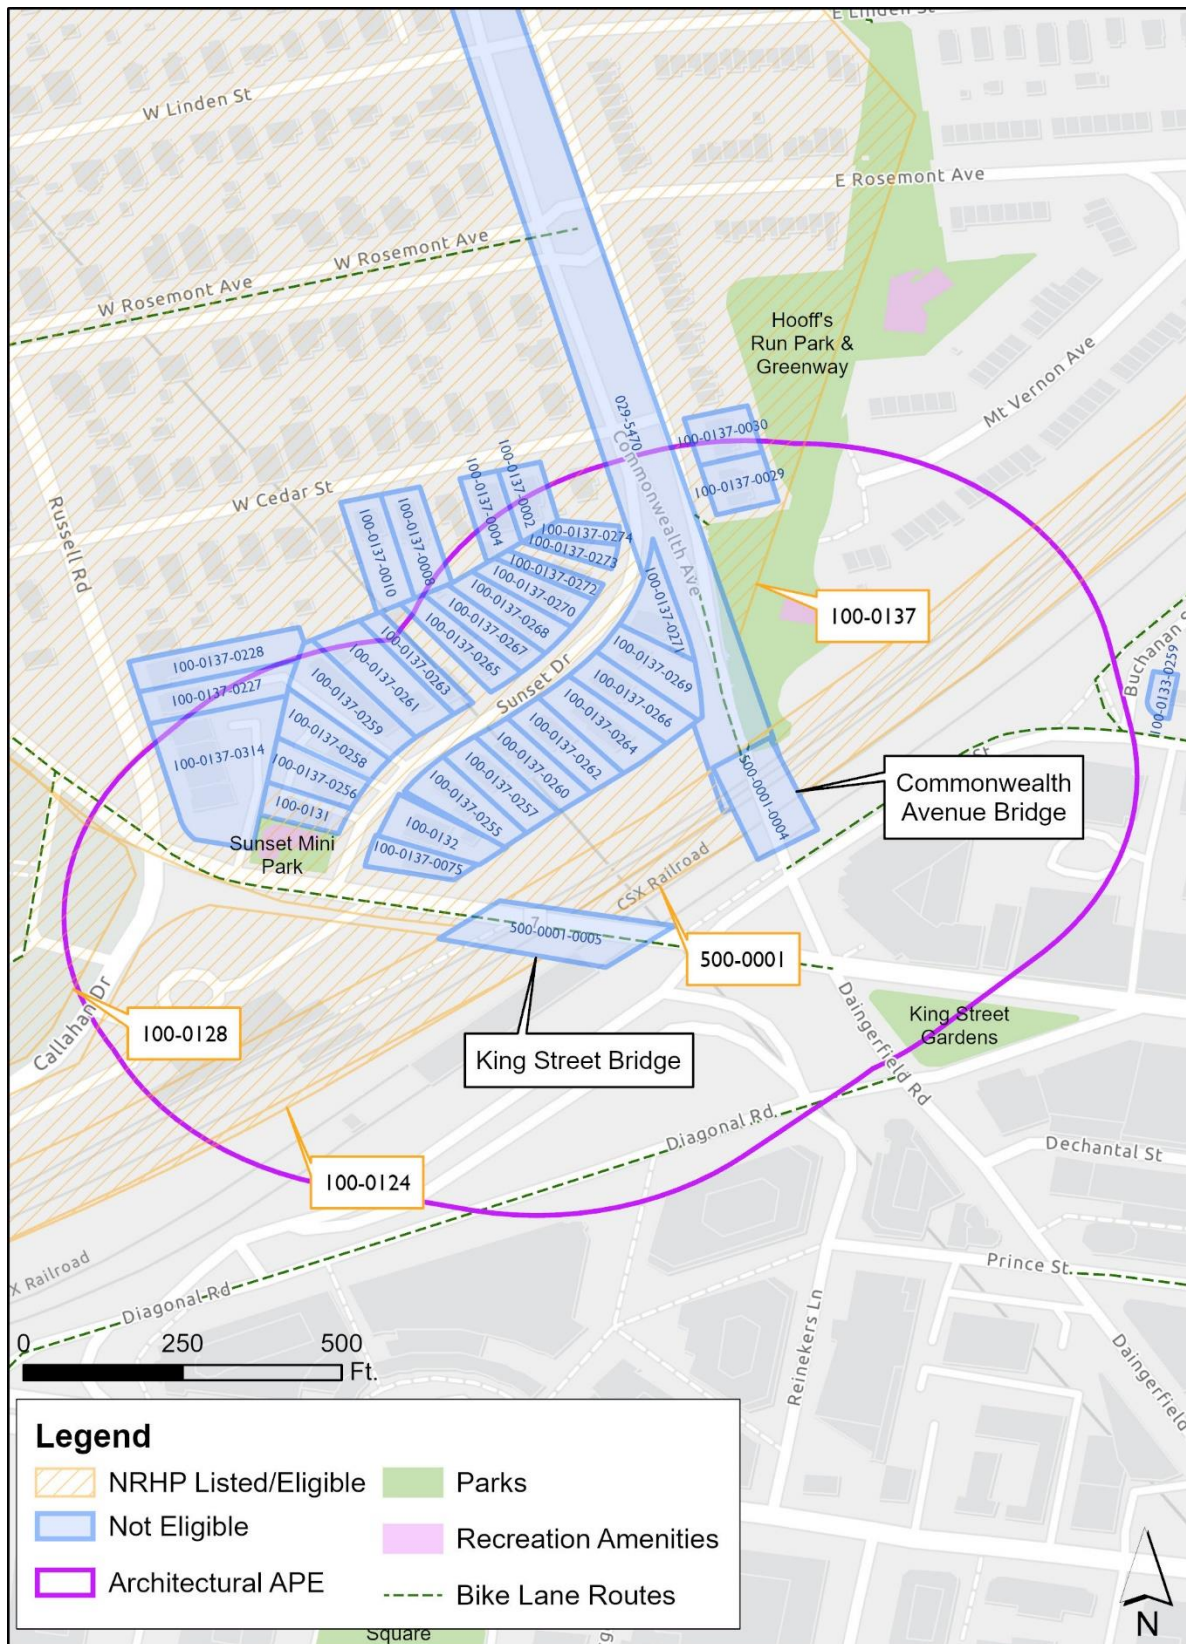 E Linden St
W Linden St
E Rosemont Ave
W Rosemont Ave
W Rosemont Ave
Hooff's
Run Park &
Greenway
Mt Vernon Ave
029-5470
Commonwealth Ave
100-0137-0030
100-0137-0029
W Cedar St
Russell Rd
100-0137-0002
100-0137-0004
100-0137-0008
100-0137-0010
100-0137-0274
100-0137-0273
100-0137-0272
100-0137-0270
100-0137-0268
100-0137-0267
100-0137-0265
100-0137-0263
100-0137-0261
100-0137-0259
100-0137-0258
100-0137-0256
100-0131
100-0137-0228
100-0137-0227
100-0137-0314
Sunset Dr
100-0137-0271
100-0137-0269
100-0137-0266
100-0137-0264
100-0137-0262
100-0137-0260
100-0137-0257
100-0137-0255
100-0132
100-0137-0075
100-0137
Buchanan S
100-0133-0259
St
500-0001-0004
Commonwealth
Avenue Bridge
Sunset Mini
Park
CSX Railroad
7
500-0001-0005
500-0001
King Street Bridge
King Street
Gardens
Callahan Dr
100-0128
Daingerfield Rd
Diagonal Rd
Dechantal St
100-0124
X Railroad
Diagonal Rd
Prince St
Reinekers Ln
Daingerfield
0 250 500
Ft.
Legend
NRHP Listed/Eligible
Not Eligible
Architectural APE
Parks
Recreation Amenities
Bike Lane Routes
N
Square